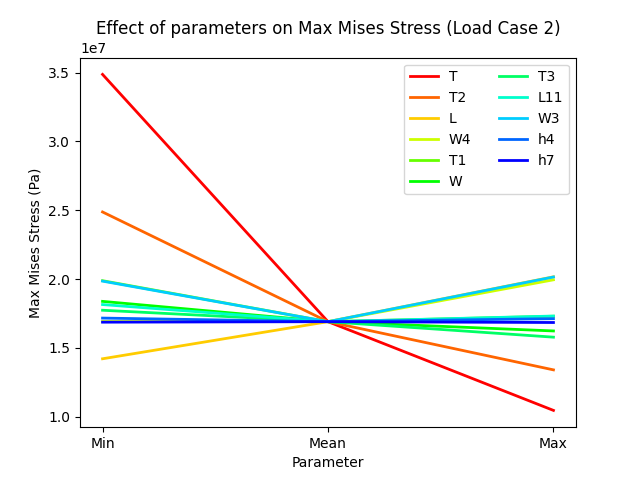 Effect of parameters on Max Mises Stress (Load Case 2)
1e7
3.5
3.0
2.5
2.0
1.5
1.0
Max Mises Stress (Pa)
T
T2
L
W4
T1
W
T3
L11
W3
h4
h7
Min
Mean
Max
Parameter